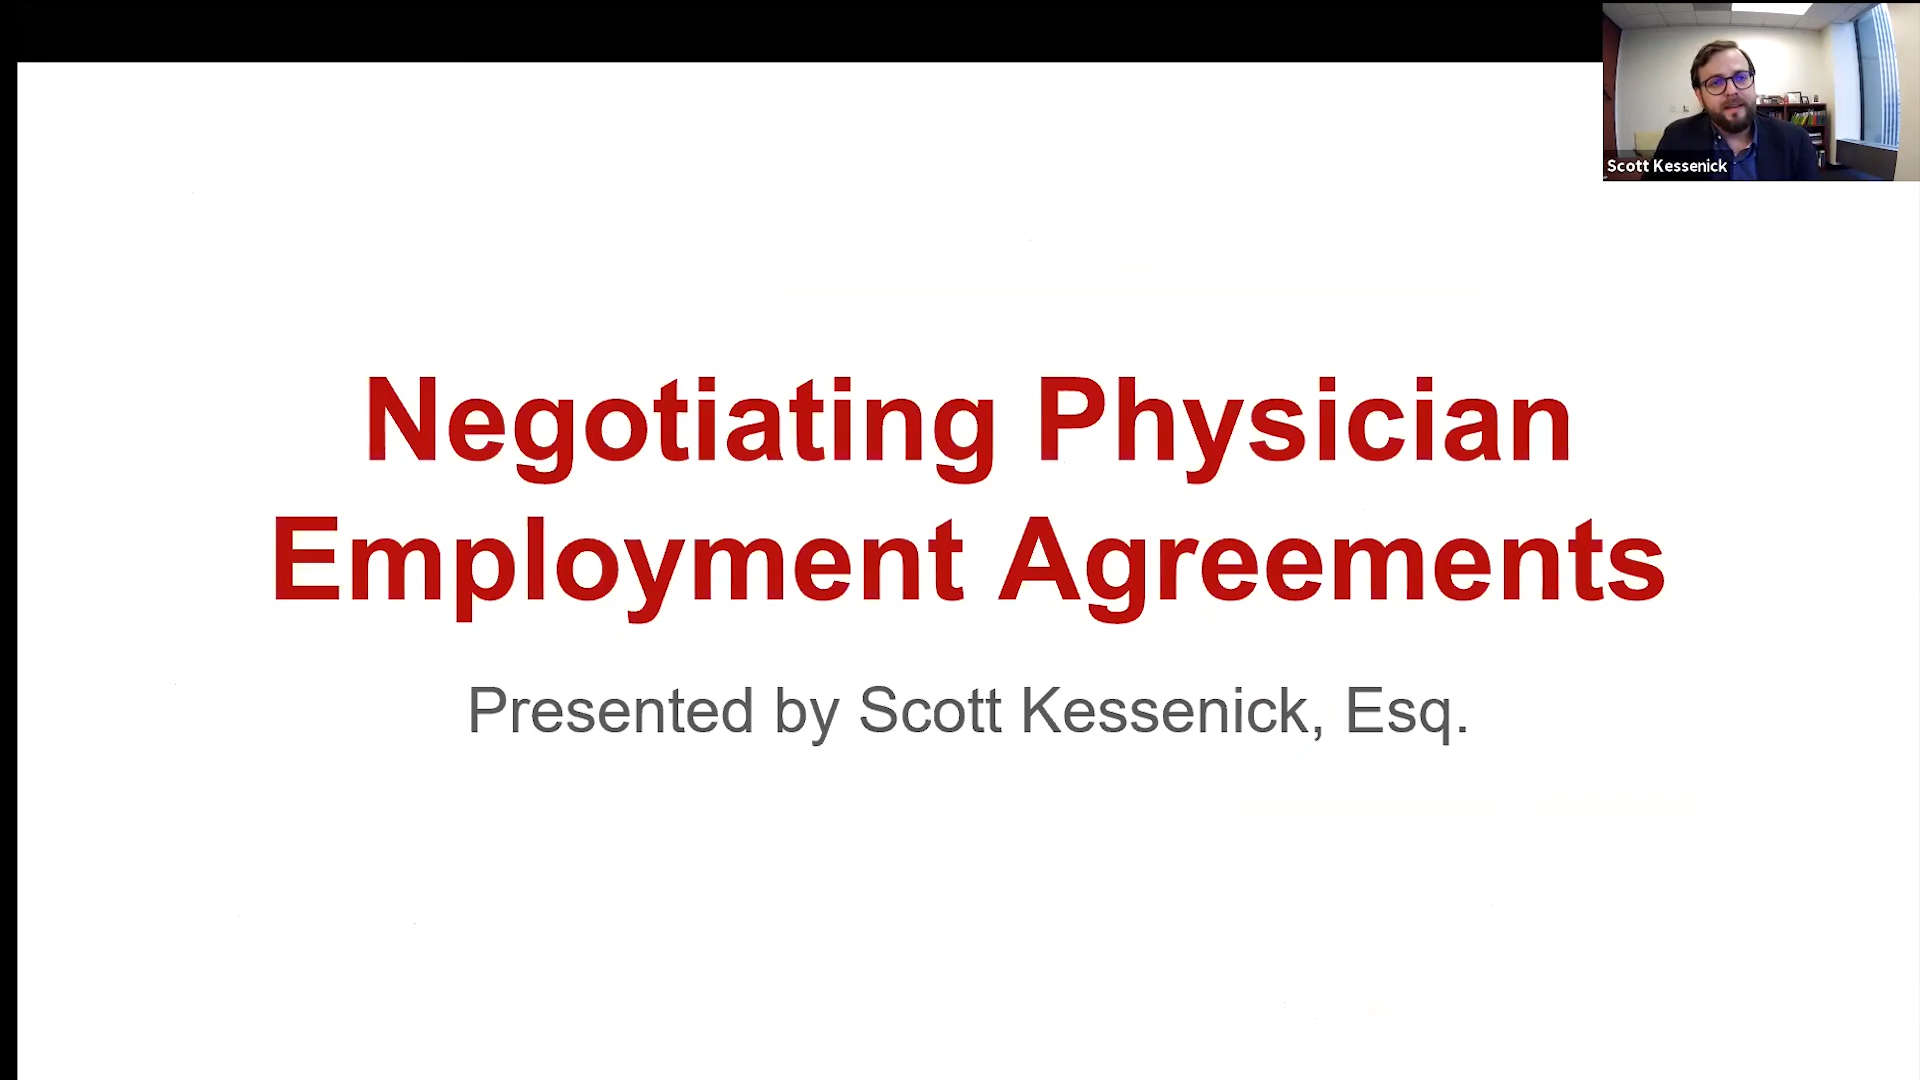 Scott Kessenick
Negotiating Physician
Employment Agreements
Presented by Scott Kessenick, Esq.